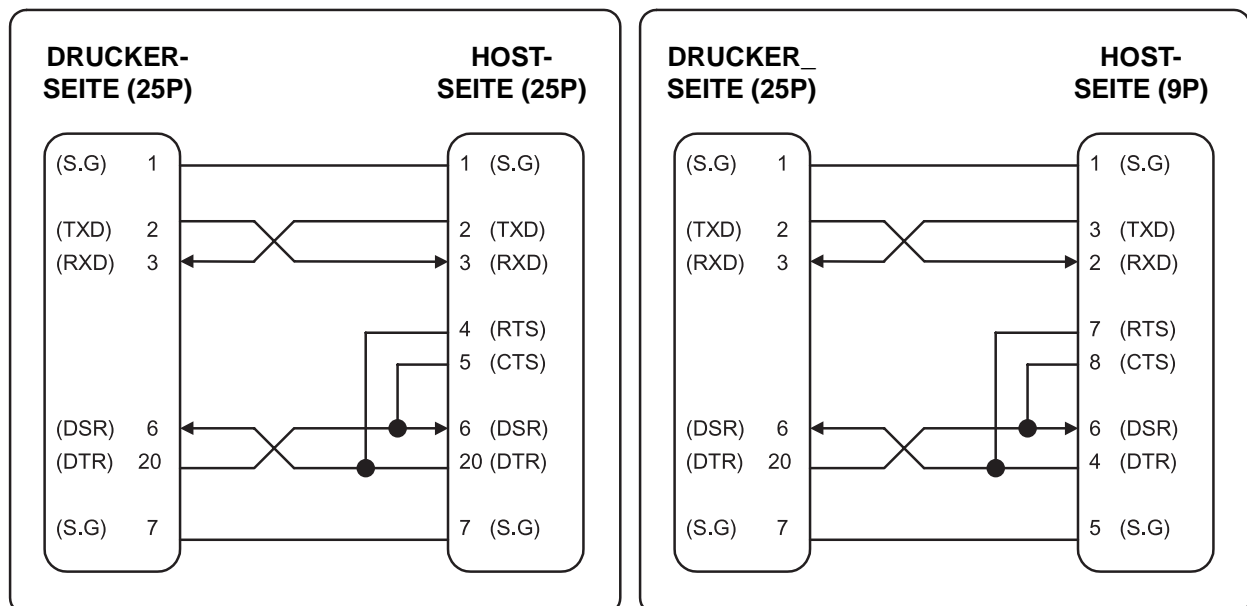 DRUCKER-
SEITE (25P)
HOST-
SEITE (25P)
(S.G) 1
1 (S.G)
(TXD) 2
2 (TXD)
(RXD) 3
3 (RXD)
4 (RTS)
5 (CTS)
(DSR) 6
6 (DSR)
(DTR) 20
20 (DTR)
(S.G) 7
7 (S.G)
DRUCKER_
SEITE (25P)
HOST-
SEITE (9P)
(S.G) 1
1 (S.G)
(TXD) 2
3 (TXD)
(RXD) 3
2 (RXD)
7 (RTS)
8 (CTS)
(DSR) 6
6 (DSR)
(DTR) 20
4 (DTR)
(S.G) 7
5 (S.G)